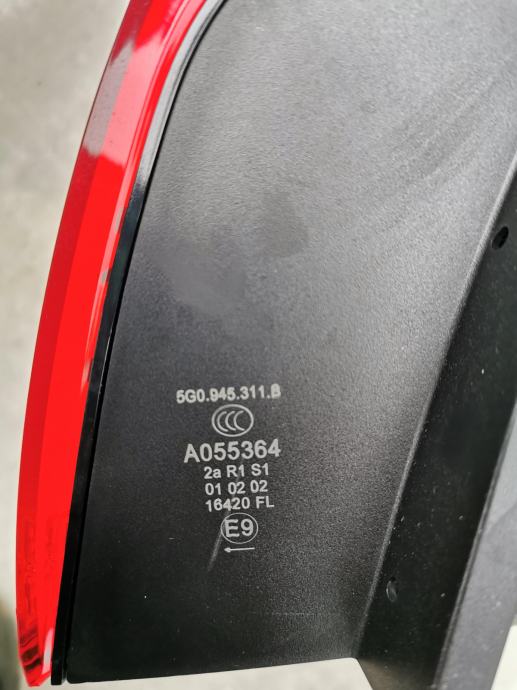 5G0.945.311.B
CCC
A055364
2a R1 S1
01 02 02
16420 FL
E9